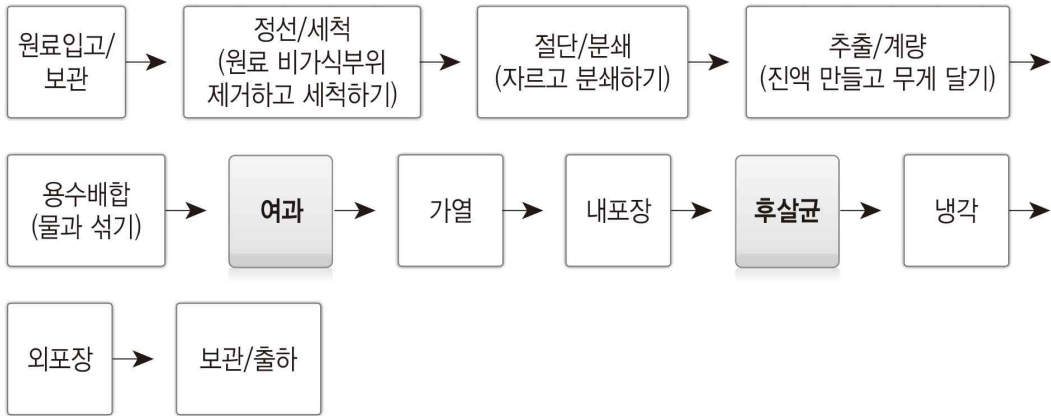 원료입고/
보관
정선/세척
(원료 비가식부위
제거하고 세척하기)
절단/분쇄
(자르고 분쇄하기)
추출/계량
(진액 만들고 무게 달기)
용수배합
(물과 섞기)
여과
가열
내포장
후살균
냉각
외포장
보관/출하